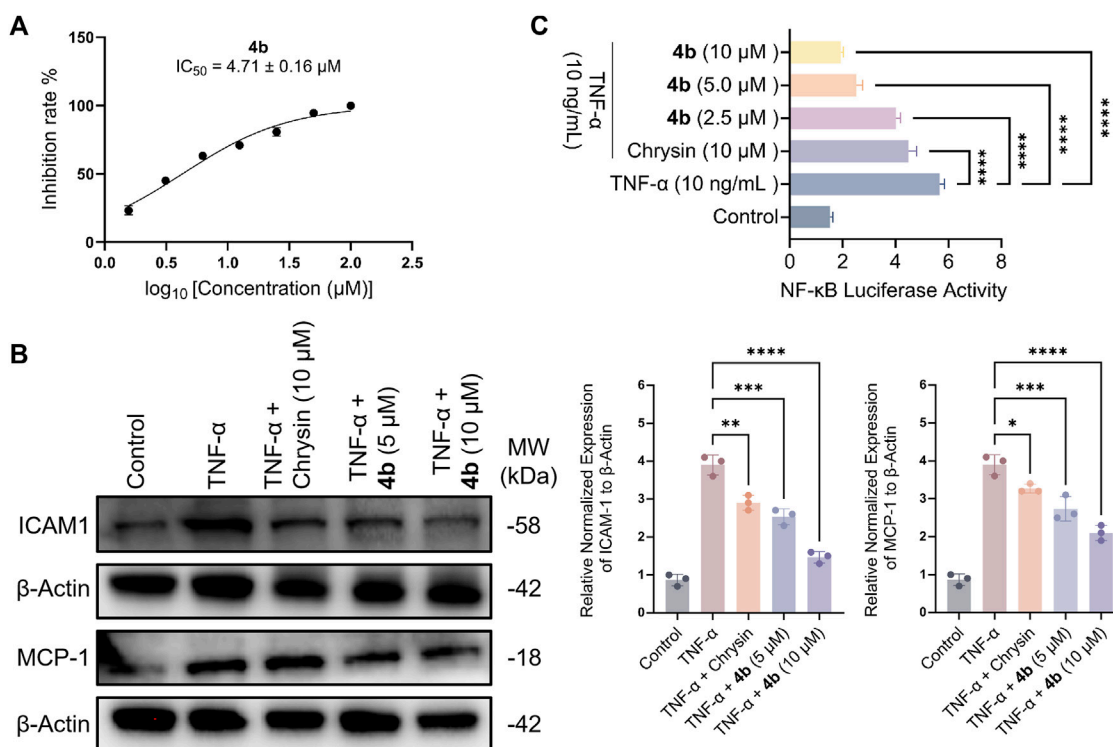 A
4b
IC50 = 4.71 ± 0.16 µM
Inhibition rate %
150
100
50
0
0.0 0.5 1.0 1.5 2.0 2.5
log10 [Concentration (µM)]
C
TNF-α
(10 ng/mL)
4b (10 µM)
4b (5.0 µM)
4b (2.5 µM)
Chrysin (10 µM)
TNF-α (10 ng/mL )
Control
****
****
****
****
0 2 4 6 8
NF-κB Luciferase Activity
B
Control
TNF-α
TNF-α +
Chrysin (10 µM)
TNF-α +
4b (5 µM)
TNF-α +
4b (10 µM)
MW
(kDa)
ICAM1
-58
β-Actin
-42
MCP-1
-18
β-Actin
-42
Relative Normalized Expression
of ICAM-1 to β-Actin
6
5
4
3
2
1
0
****
***
**
Control
TNF-α
TNF-α + Chrysin
TNF-α + 4b (5 µM)
TNF-α + 4b (10 µM)
Relative Normalized Expression
of MCP-1 to β-Actin
6
5
4
3
2
1
0
****
***
*
Control
TNF-α
TNF-α + Chrysin
TNF-α + 4b (5 µM)
TNF-α + 4b (10 µM)